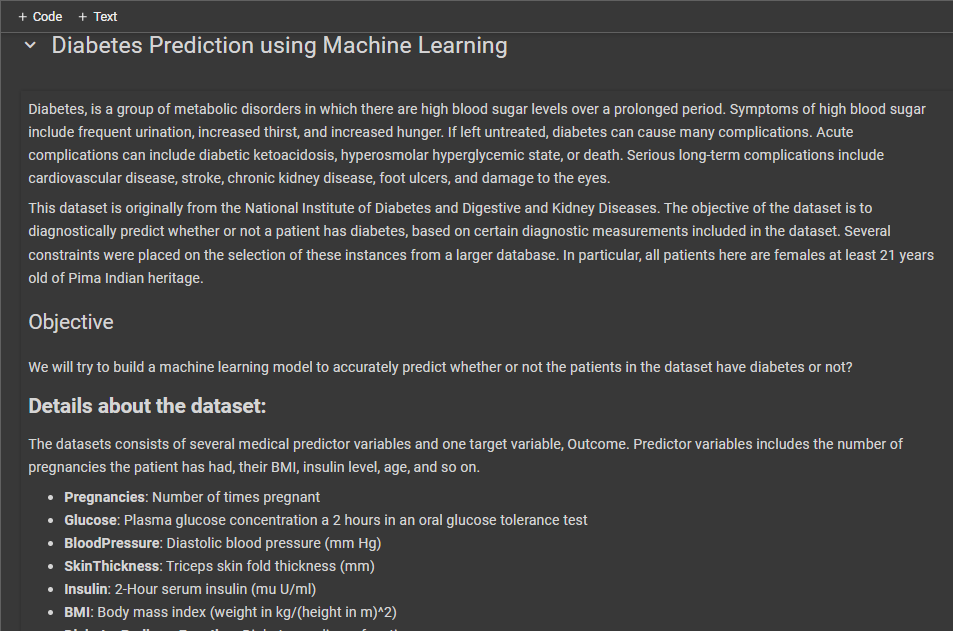 + Code + Text
Diabetes Prediction using Machine Learning
Diabetes, is a group of metabolic disorders in which there are high blood sugar levels over a prolonged period. Symptoms of high blood sugar
include frequent urination, increased thirst, and increased hunger. If left untreated, diabetes can cause many complications. Acute
complications can include diabetic ketoacidosis, hyperosmolar hyperglycemic state, or death. Serious long-term complications include
cardiovascular disease, stroke, chronic kidney disease, foot ulcers, and damage to the eyes.
This dataset is originally from the National Institute of Diabetes and Digestive and Kidney Diseases. The objective of the dataset is to
diagnostically predict whether or not a patient has diabetes, based on certain diagnostic measurements included in the dataset. Several
constraints were placed on the selection of these instances from a larger database. In particular, all patients here are females at least 21 years
old of Pima Indian heritage.
Objective
We will try to build a machine learning model to accurately predict whether or not the patients in the dataset have diabetes or not?
Details about the dataset:
The datasets consists of several medical predictor variables and one target variable, Outcome. Predictor variables includes the number of
pregnancies the patient has had, their BMI, insulin level, age, and so on.
• Pregnancies: Number of times pregnant
• Glucose: Plasma glucose concentration a 2 hours in an oral glucose tolerance test
• BloodPressure: Diastolic blood pressure (mm Hg)
• SkinThickness: Triceps skin fold thickness (mm)
• Insulin: 2-Hour serum insulin (mu U/ml)
• BMI: Body mass index (weight in kg/(height in m)^2)